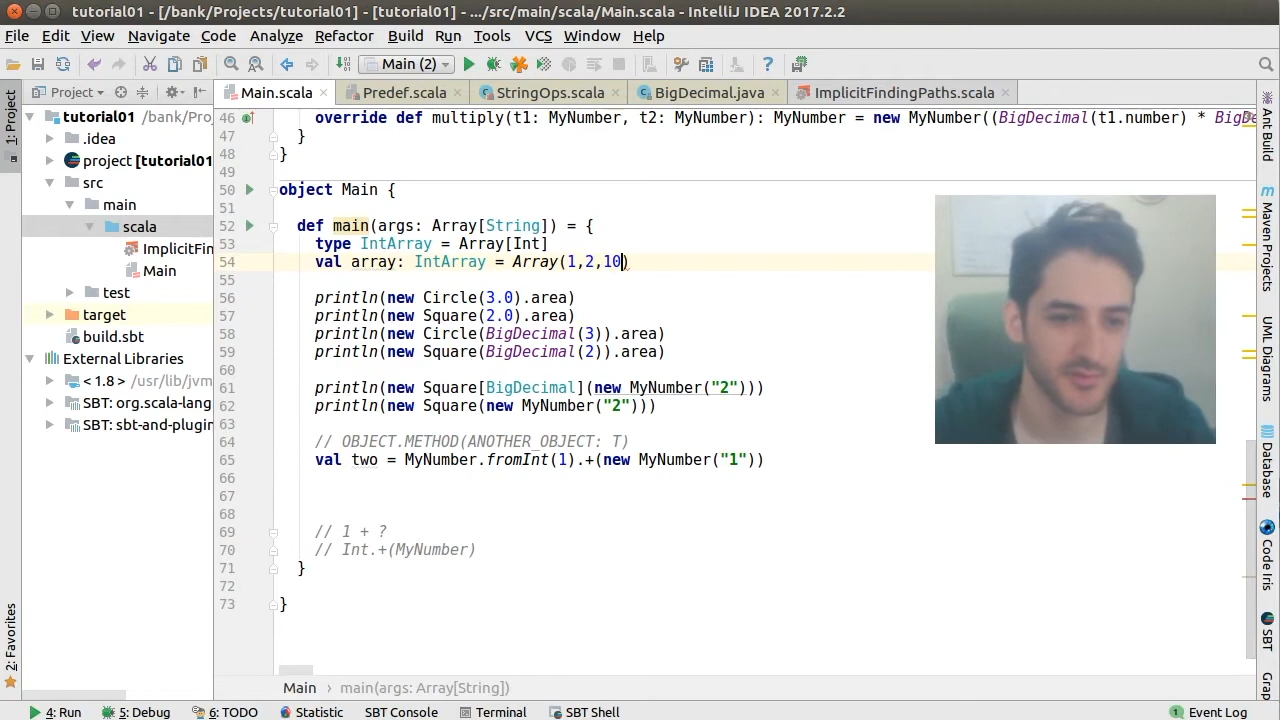 tutorial01 - [/bank/Projects/tutorial01] - [tutorial01] - .../src/main/scala/Main.scala - IntelliJ IDEA 2017.2.2
File Edit View Navigate Code Analyze Refactor Build Run Tools VCS Window Help
Main (2)
Project
Main.scala Predef.scala StringOps.scala BigDecimal.java ImplicitFindingPaths.scala
1: Project
2: Favorites
tutorial01 /bank/Pro
.idea
project [tutorial01
src
main
scala
ImplicitFin
Main
test
target
build.sbt
External Libraries
< 1.8 > /usr/lib/jvm
SBT: org.scala-lang
SBT: sbt-and-plugin
46 override def multiply(t1: MyNumber, t2: MyNumber): MyNumber = new MyNumber((BigDecimal(t1.number) * BigDe
47 }
48 }
49
50 object Main {
51
52 def main(args: Array[String]) = {
53 type IntArray = Array[Int]
54 val array: IntArray = Array(1,2,10)
55
56 println(new Circle(3.0).area)
57 println(new Square(2.0).area)
58 println(new Circle(BigDecimal(3)).area)
59 println(new Square(BigDecimal(2)).area)
60
61 println(new Square[BigDecimal](new MyNumber("2")))
62 println(new Square(new MyNumber("2")))
63
64 // OBJECT.METHOD(ANOTHER_OBJECT: T)
65 val two = MyNumber.fromInt(1).+(new MyNumber("1"))
66
67
68
69 // 1 + ?
70 // Int.+(MyNumber)
71 }
72
73 }
Ant Build
Maven Projects
UML Diagrams
Database
Code Iris
SBT
Grap
Main › main(args: Array[String])
4: Run 5: Debug 6: TODO Statistic SBT Console Terminal SBT Shell 1 Event Log